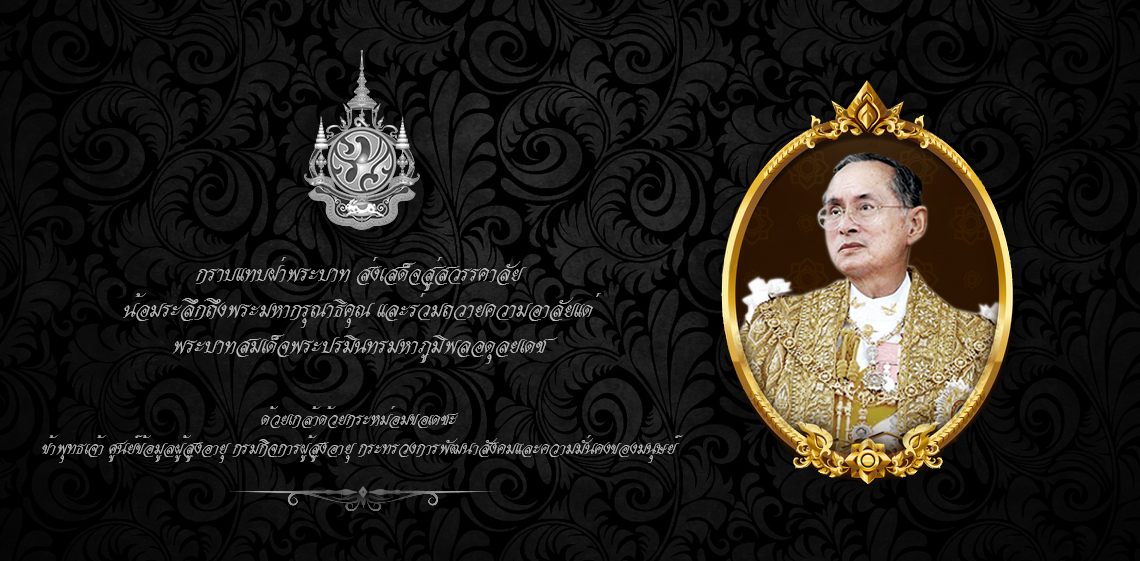 กราบแทบฝ่าพระบาท ส่งเสด็จสู่สวรรคาลัย
น้อมระลึกถึงพระมหากรุณาธิคุณ และร่วมถวายความอาลัยแด่
พระบาทสมเด็จพระปรมินทรมหาภูมิพลอดุลยเดช
ด้วยเกล้าด้วยกระหม่อมขอเดชะ
ข้าพุทธเจ้า ศูนย์ข้อมูลผู้สูงอายุ กรมกิจการผู้สูงอายุ กระทรวงการพัฒนาสังคมและความมั่นคงของมนุษย์